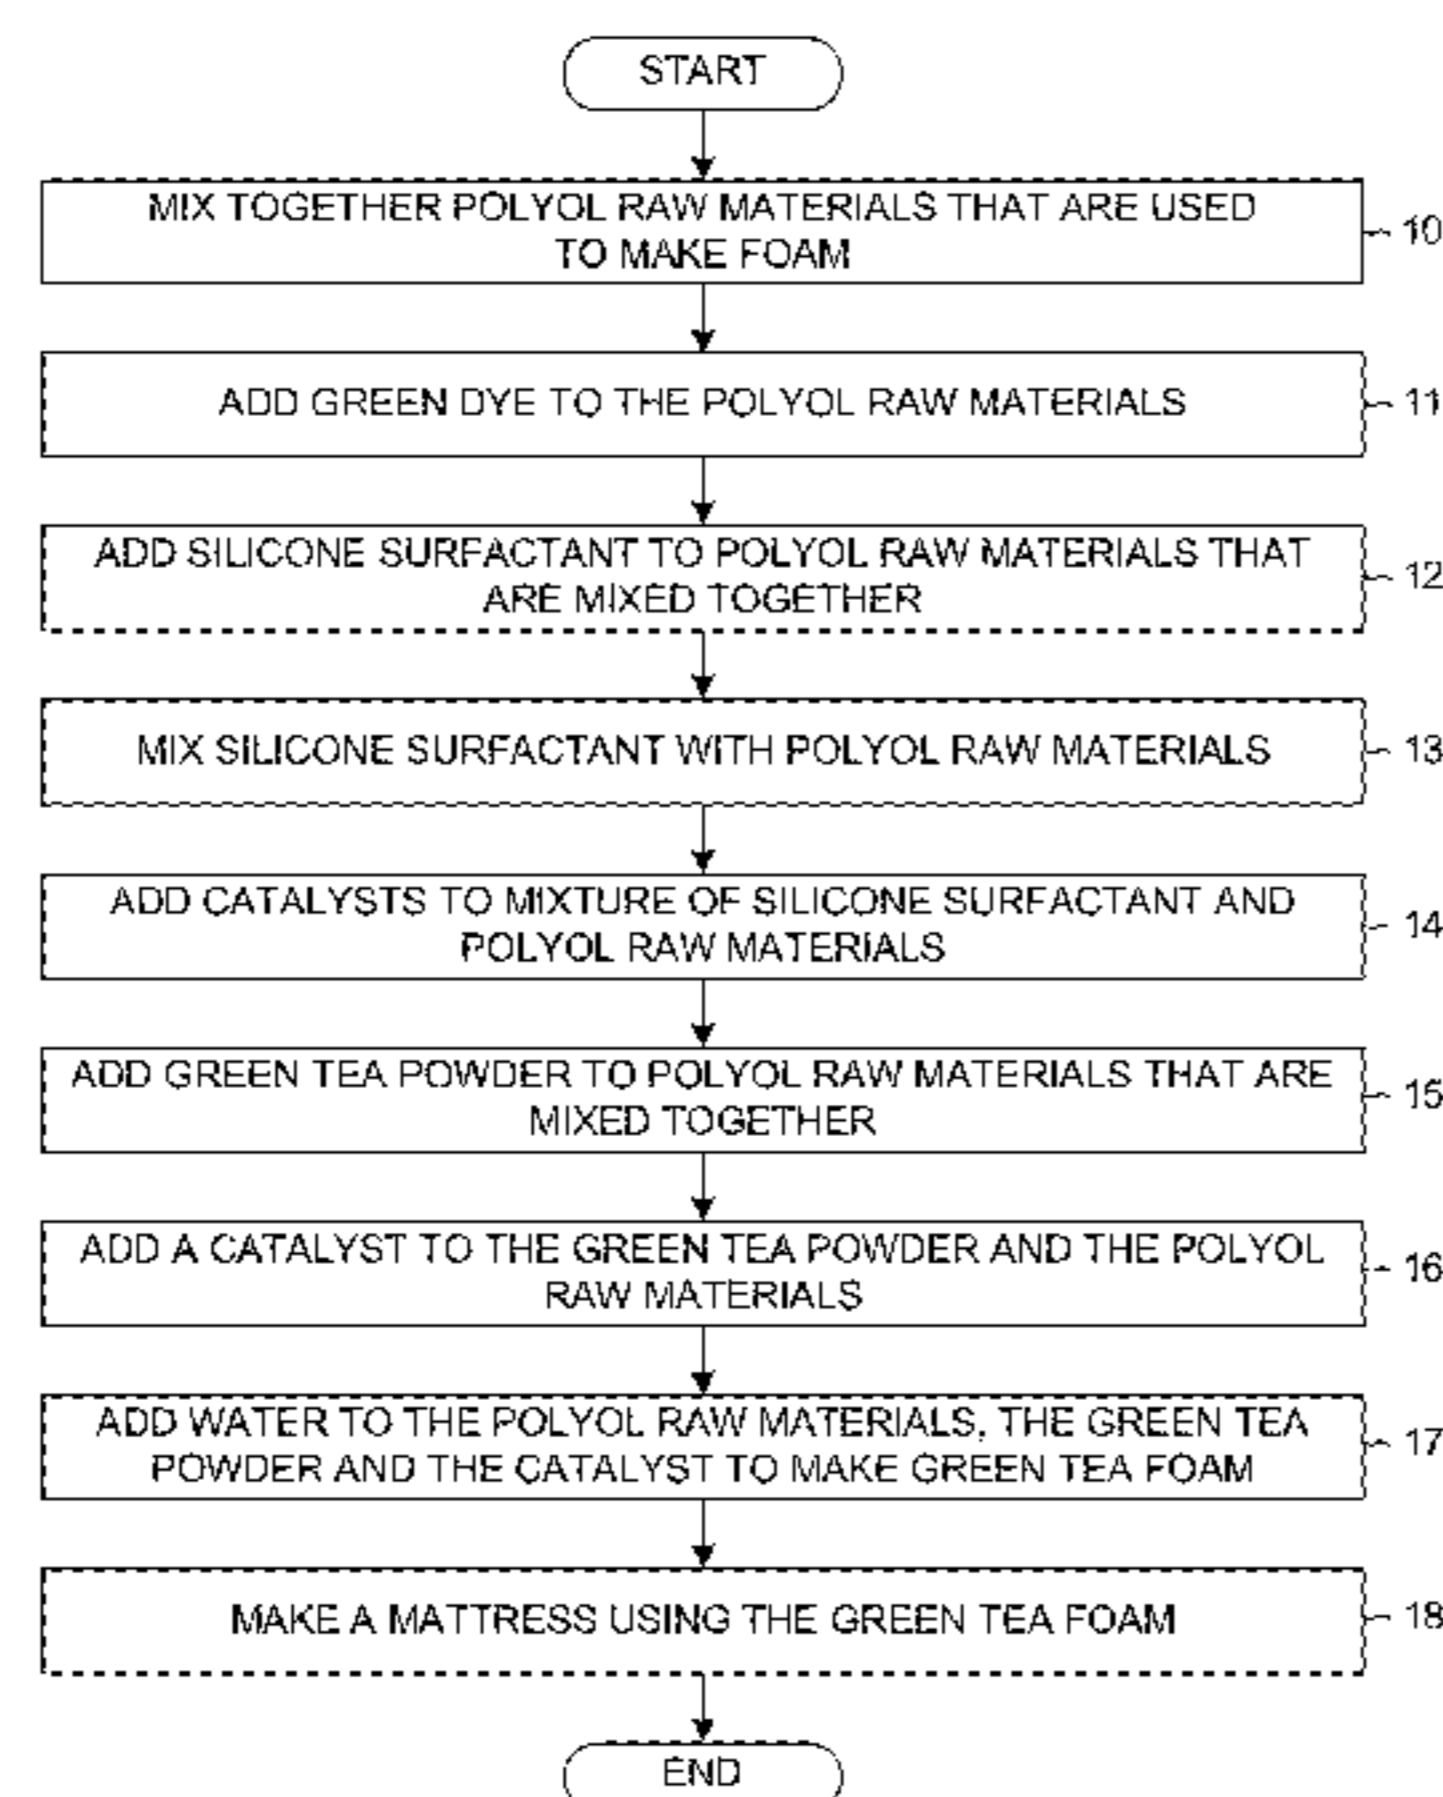 START
MIX TOGETHER POLYOL RAW MATERIALS THAT ARE USED
TO MAKE FOAM
10
ADD GREEN DYE TO THE POLYOL RAW MATERIALS
11
ADD SILICONE SURFACTANT TO POLYOL RAW MATERIALS THAT
ARE MIXED TOGETHER
12
MIX SILICONE SURFACTANT WITH POLYOL RAW MATERIALS
13
ADD CATALYSTS TO MIXTURE OF SILICONE SURFACTANT AND
POLYOL RAW MATERIALS
14
ADD GREEN TEA POWDER TO POLYOL RAW MATERIALS THAT ARE
MIXED TOGETHER
15
ADD A CATALYST TO THE GREEN TEA POWDER AND THE POLYOL
RAW MATERIALS
16
ADD WATER TO THE POLYOL RAW MATERIALS, THE GREEN TEA
POWDER AND THE CATALYST TO MAKE GREEN TEA FOAM
17
MAKE A MATTRESS USING THE GREEN TEA FOAM
18
END